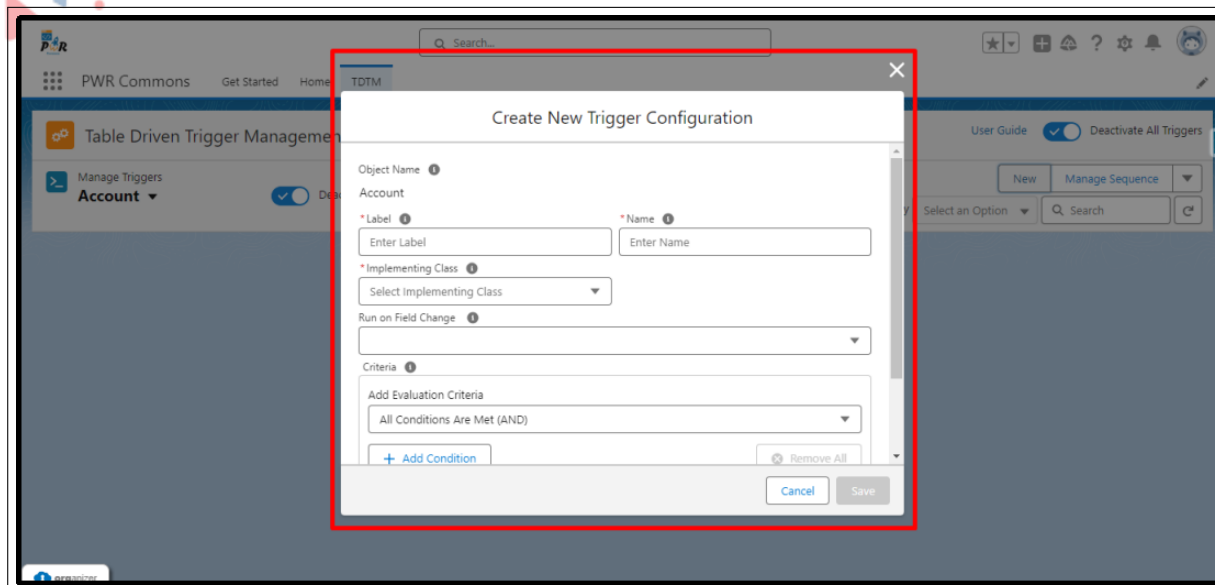 PWR
Search...
PWR Commons Get Started Home TDTM
Create New Trigger Configuration
Table Driven Trigger Managemen
User Guide Deactivate All Triggers
Manage Triggers
Account
Dea
New Manage Sequence
y Select an Option Search
Object Name
Account
*Label *Name
Enter Label Enter Name
*Implementing Class
Select Implementing Class
Run on Field Change
Criteria
Add Evaluation Criteria
All Conditions Are Met (AND)
+ Add Condition Remove All
Cancel Save
organizer